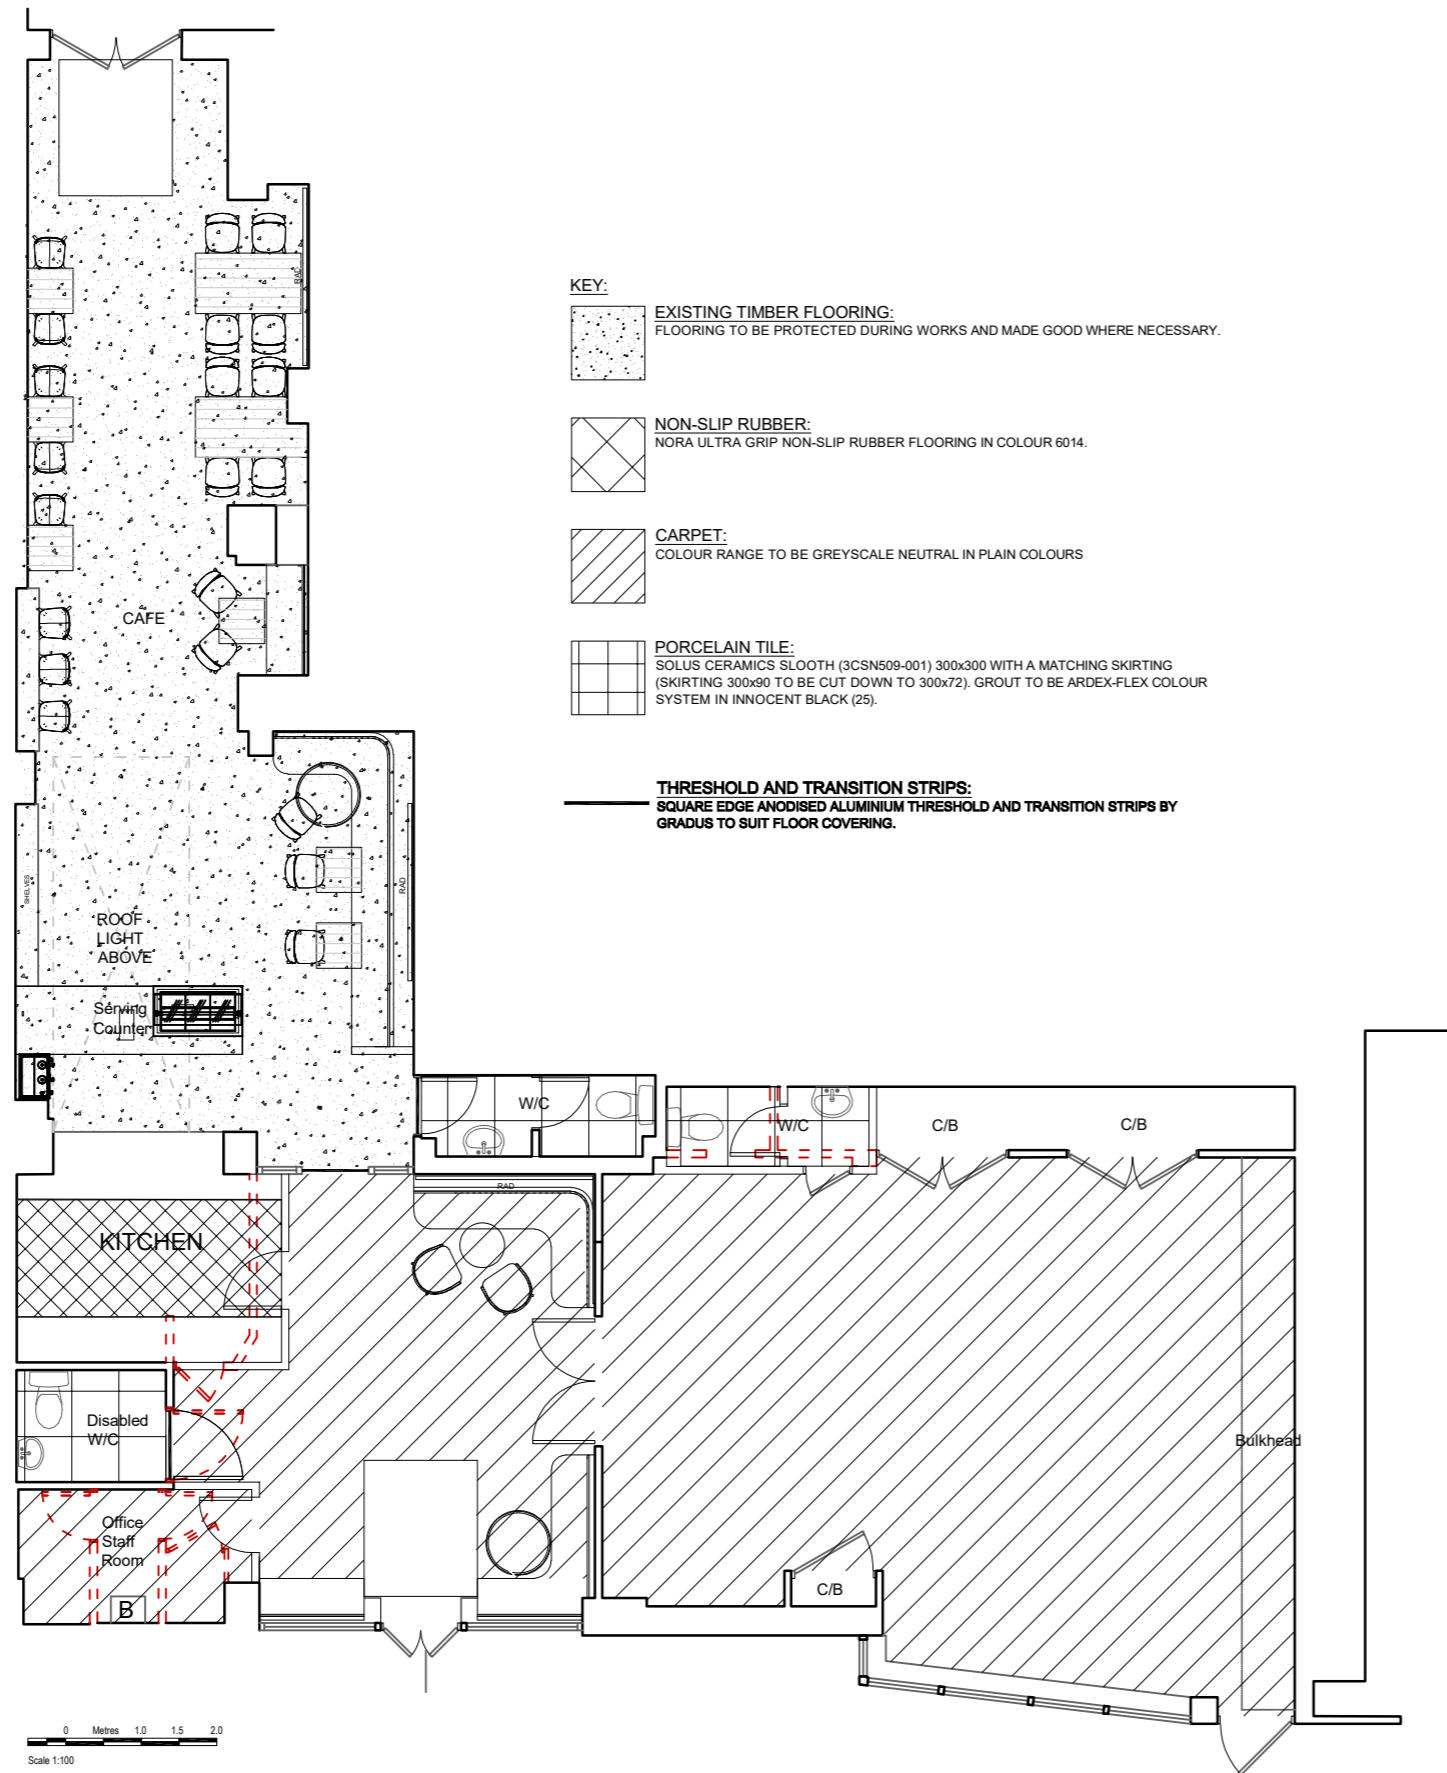 KEY:
EXISTING TIMBER FLOORING:
FLOORING TO BE PROTECTED DURING WORKS AND MADE GOOD WHERE NECESSARY.
NON-SLIP RUBBER:
NORA ULTRA GRIP NON-SLIP RUBBER FLOORING IN COLOUR 6014.
CARPET:
COLOUR RANGE TO BE GREYSCALE NEUTRAL IN PLAIN COLOURS
PORCELAIN TILE:
SOLUS CERAMICS SLOOTH (3CSN509-001) 300x300 WITH A MATCHING SKIRTING
(SKIRTING 300x90 TO BE CUT DOWN TO 300x72). GROUT TO BE ARDEX-FLEX COLOUR
SYSTEM IN INNOCENT BLACK (25).
THRESHOLD AND TRANSITION STRIPS:
SQUARE EDGE ANODISED ALUMINIUM THRESHOLD AND TRANSITION STRIPS BY
GRADUS TO SUIT FLOOR COVERING.
RAD
CAFE
SHELVES
RAD
ROOF
LIGHT
ABOVE
Serving
Counter
W/C
W/C
C/B
C/B
RAD
KITCHEN
Disabled
W/C
Bulkhead
Office
Staff
Room
B
C/B
0 Metres 1.0 1.5 2.0
Scale 1:100